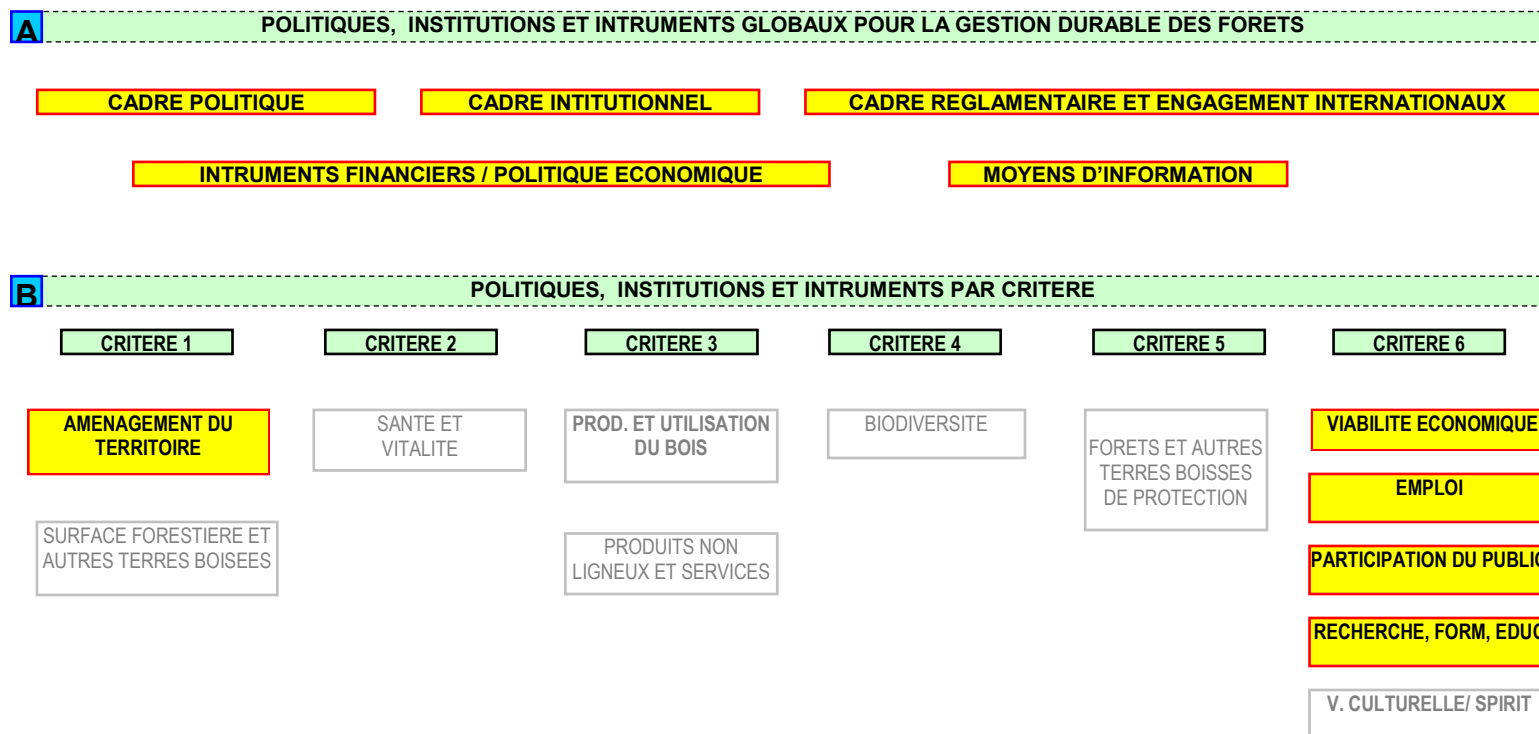 A
POLITIQUES, INSTITUTIONS ET INTRUMENTS GLOBAUX POUR LA GESTION DURABLE DES FORETS
CADRE POLITIQUE
CADRE INTITUTIONNEL
CADRE REGLAMENTAIRE ET ENGAGEMENT INTERNATIONAUX
INTRUMENTS FINANCIERS / POLITIQUE ECONOMIQUE
MOYENS D'INFORMATION
B
POLITIQUES, INSTITUTIONS ET INTRUMENTS PAR CRITERE
CRITERE 1
CRITERE 2
CRITERE 3
CRITERE 4
CRITERE 5
CRITERE 6
AMENAGEMENT DU
TERRITOIRE
SURFACE FORESTIERE ET
AUTRES TERRES BOISEES
SANTE ET
VITALITE
PROD. ET UTILISATION
DU BOIS
PRODUITS NON
LIGNEUX ET SERVICES
BIODIVERSITE
FORETS ET AUTRES
TERRES BOISSES
DE PROTECTION
VIABILITE ECONOMIQUE
EMPLOI
PARTICIPATION DU PUBLIC
RECHERCHE, FORM, EDUC
V. CULTURELLE/ SPIRIT